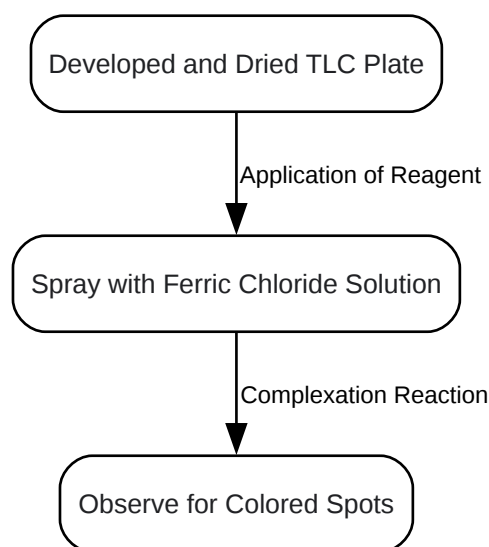 Developed and Dried TLC Plate
Application of Reagent
Spray with Ferric Chloride Solution
Complexation Reaction
Observe for Colored Spots